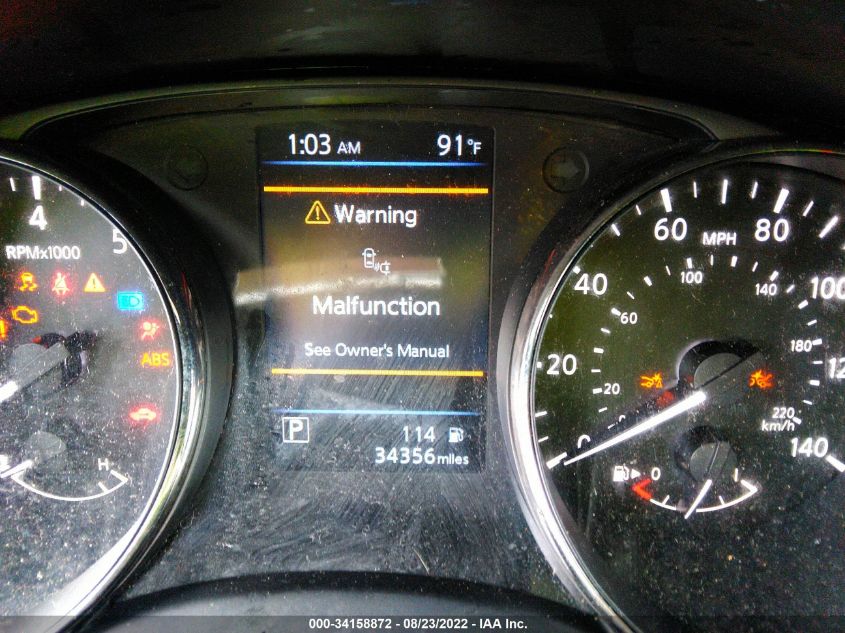 1:03 AM 91°F
Warning
Malfunction
See Owner's Manual
P 114
34356 miles
4 5
RPMx1000
ABS
H
0 20 40 60 80 100 140
MPH
20 60 100 140 180 220
km/h
0 1
000-34158872 - 08/23/2022 - IAA Inc.